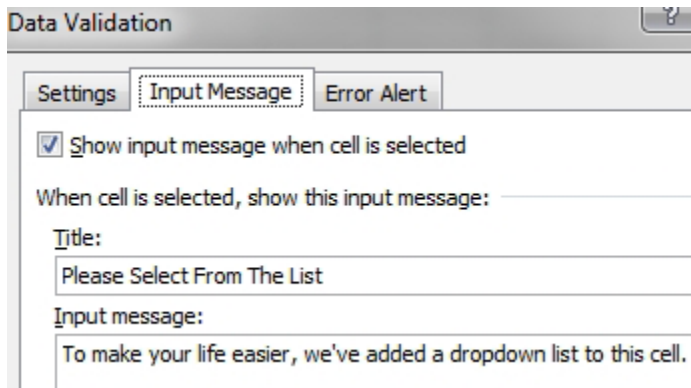 Data Validation
?
Settings Input Message Error Alert
Show input message when cell is selected
When cell is selected, show this input message:
Title:
Please Select From The List
Input message:
To make your life easier, we've added a dropdown list to this cell.